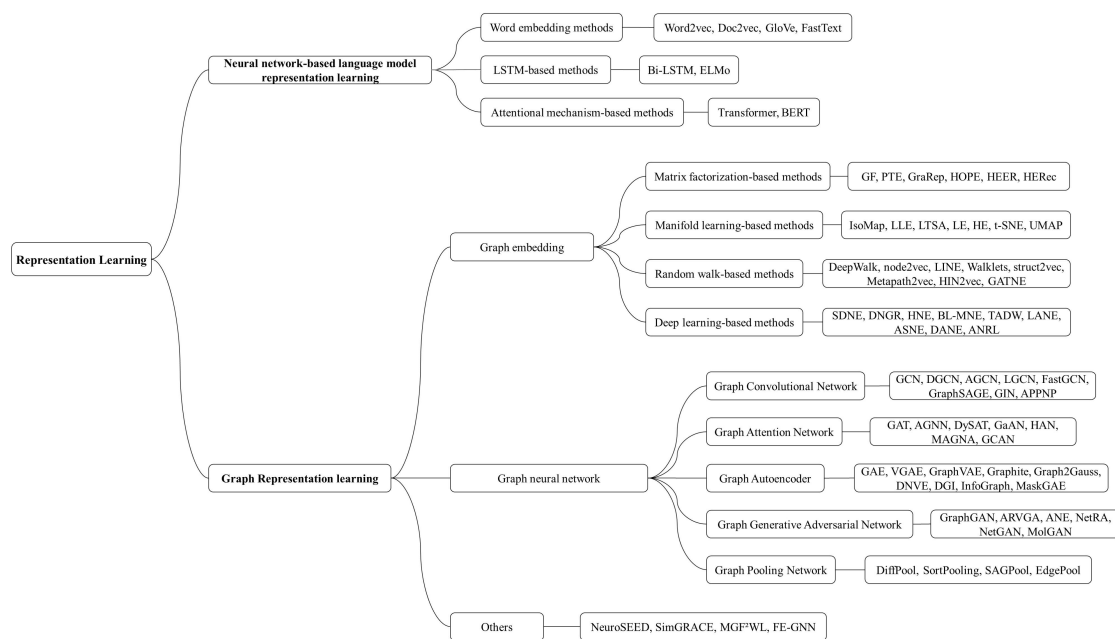 Word embedding methods
Word2vec, Doc2vec, GloVe, FastText
Neural network-based language model
representation learning
LSTM-based methods
Bi-LSTM, ELMo
Attentional mechanism-based methods
Transformer, BERT
Representation Learning
Graph embedding
Matrix factorization-based methods
GF, PTE, GraRep, HOPE, HEER, HERec
Manifold learning-based methods
IsoMap, LLE, LTSA, LE, HE, t-SNE, UMAP
Random walk-based methods
DeepWalk, node2vec, LINE, Walklets, struct2vec,
Metapath2vec, HIN2vec, GATNE
Deep learning-based methods
SDNE, DNGR, HNE, BL-MNE, TADW, LANE,
ASNE, DANE, ANRL
Graph Representation learning
Graph neural network
Graph Convolutional Network
GCN, DGCN, AGCN, LGCN, FastGCN,
GraphSAGE, GIN, APPNP
Graph Attention Network
GAT, AGNN, DySAT, GaAN, HAN,
MAGNA, GCAN
Graph Autoencoder
GAE, VGAE, GraphVAE, Graphite, Graph2Gauss,
DNVE, DGI, InfoGraph, MaskGAE
Graph Generative Adversarial Network
GraphGAN, ARVGA, ANE, NetRA,
NetGAN, MolGAN
Graph Pooling Network
DiffPool, SortPooling, SAGPool, EdgePool
Others
NeuroSEED, SimGRACE, MGF²WL, FE-GNN